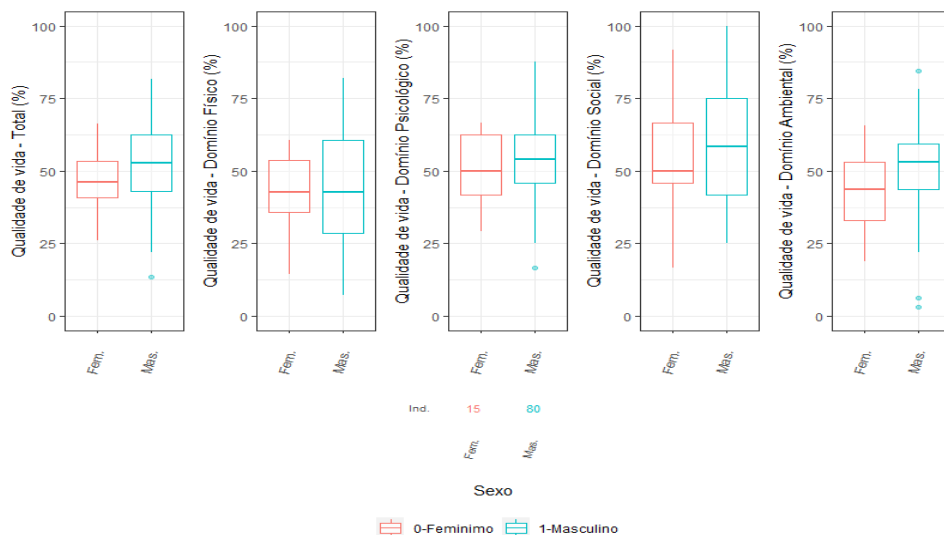 Qualidade de vida - Total (%)
100
75
50
25
0
Fem.
Mas.
Qualidade de vida - Domínio Físico (%)
100
75
50
25
0
Fem.
Mas.
Qualidade de vida - Domínio Psicológico (%)
100
75
50
25
0
Fem.
Mas.
Qualidade de vida - Domínio Social (%)
100
75
50
25
0
Fem.
Mas.
Qualidade de vida - Domínio Ambiental (%)
100
75
50
25
0
Fem.
Mas.
Ind. 15 80
Fem. Mas.
Sexo
0-Feminimo 1-Masculino